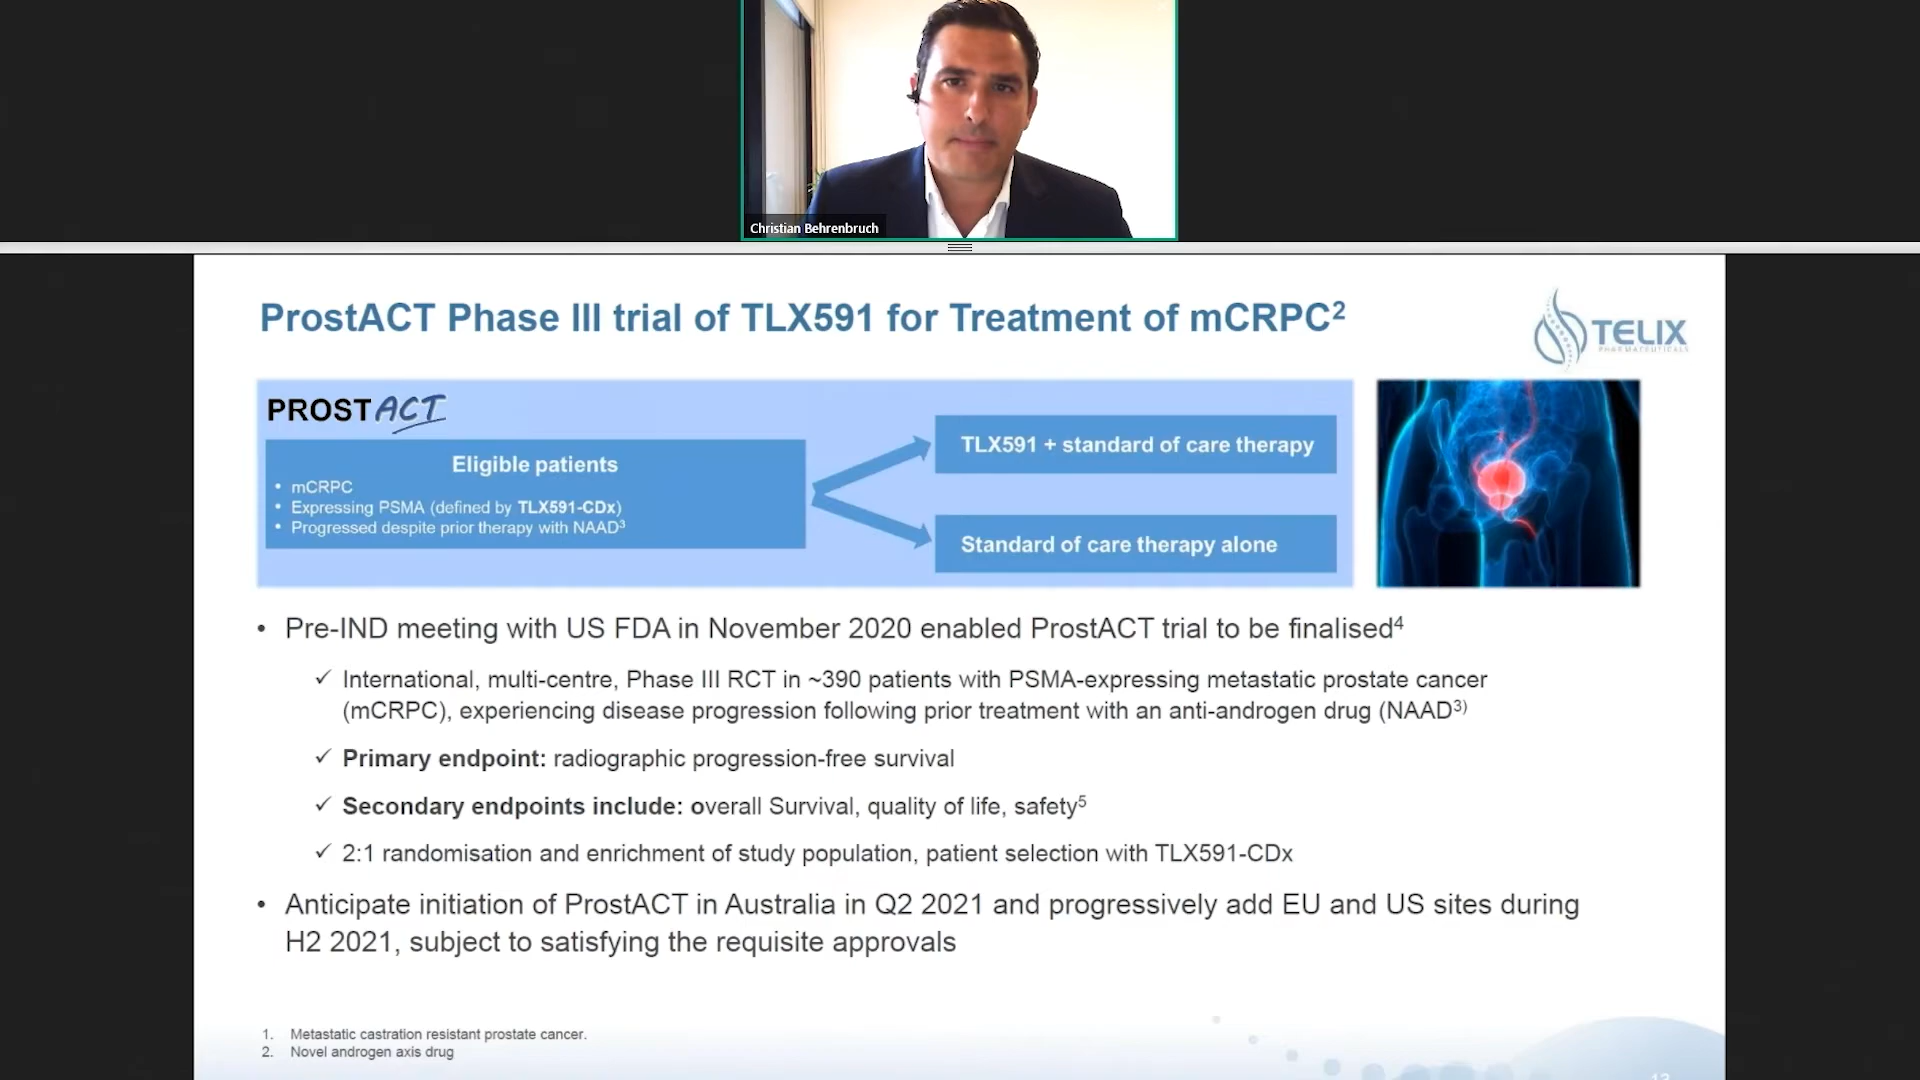 Christian Behrenbruch
ProstACT Phase III trial of TLX591 for Treatment of mCRPC²
TELIX
PHARMACEUTICALS
PROSTACT
Eligible patients
• mCRPC
• Expressing PSMA (defined by TLX591-CDx)
• Progressed despite prior therapy with NAAD³
TLX591 + standard of care therapy
Standard of care therapy alone
• Pre-IND meeting with US FDA in November 2020 enabled ProstACT trial to be finalised⁴
✓ International, multi-centre, Phase III RCT in ~390 patients with PSMA-expressing metastatic prostate cancer
(mCRPC), experiencing disease progression following prior treatment with an anti-androgen drug (NAAD³⁾
✓ Primary endpoint: radiographic progression-free survival
✓ Secondary endpoints include: overall Survival, quality of life, safety⁵
✓ 2:1 randomisation and enrichment of study population, patient selection with TLX591-CDx
• Anticipate initiation of ProstACT in Australia in Q2 2021 and progressively add EU and US sites during
H2 2021, subject to satisfying the requisite approvals
1. Metastatic castration resistant prostate cancer.
2. Novel androgen axis drug